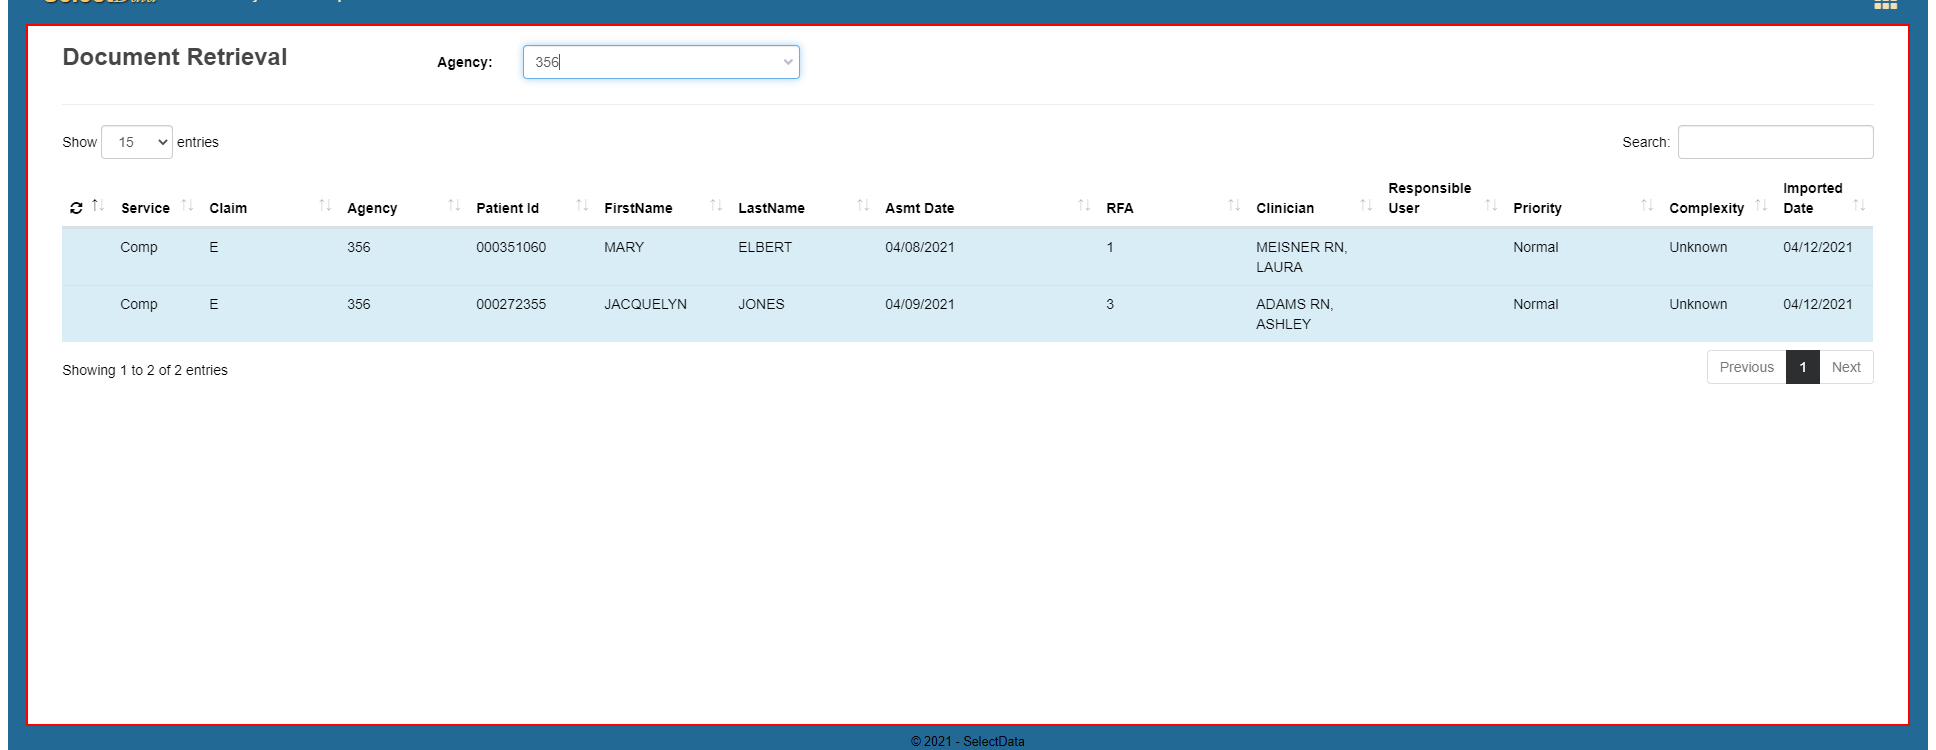 Document Retrieval
Agency: 356
Show 15 entries
Search:
Service Claim Agency Patient Id FirstName LastName Asmt Date RFA Clinician Responsible User Priority Complexity Imported Date
Comp E 356 000351060 MARY ELBERT 04/08/2021 1 MEISNER RN, LAURA Normal Unknown 04/12/2021
Comp E 356 000272355 JACQUELYN JONES 04/09/2021 3 ADAMS RN, ASHLEY Normal Unknown 04/12/2021
Showing 1 to 2 of 2 entries
Previous 1 Next
© 2021 - SelectData